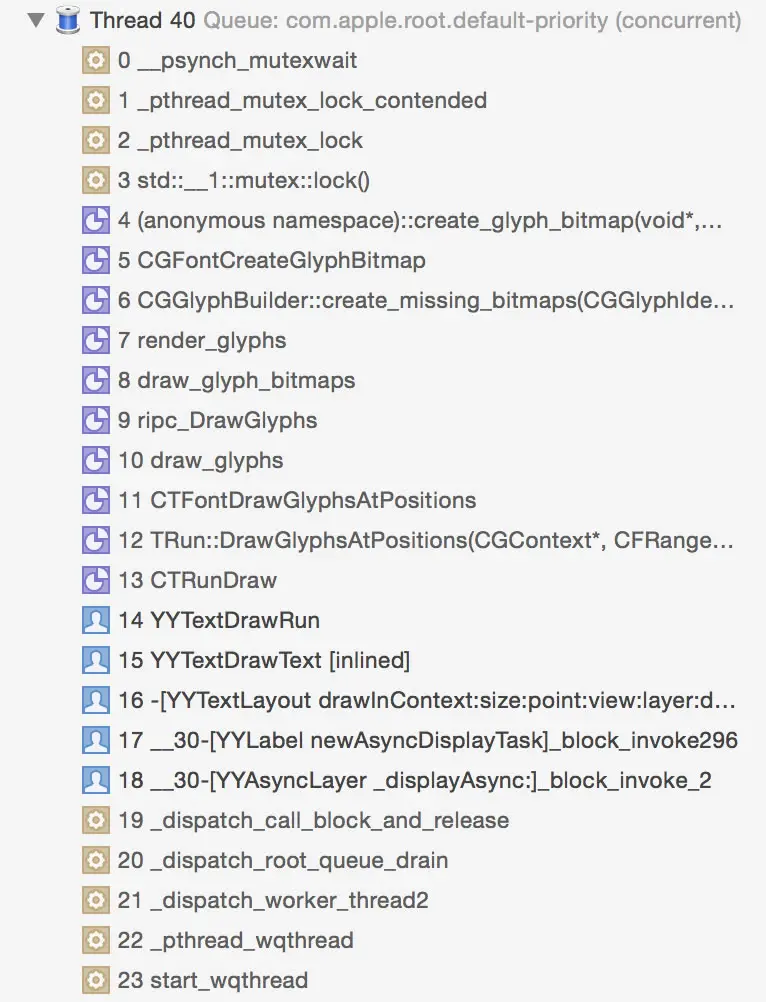 Thread 40 Queue: com.apple.root.default-priority (concurrent)
0 __psynch_mutexwait
1 _pthread_mutex_lock_contended
2 _pthread_mutex_lock
3 std::__1::mutex::lock()
4 (anonymous namespace)::create_glyph_bitmap(void*,...
5 CGFontCreateGlyphBitmap
6 CGGlyphBuilder::create_missing_bitmaps(CGGlyphIde...
7 render_glyphs
8 draw_glyph_bitmaps
9 ripc_DrawGlyphs
10 draw_glyphs
11 CTFontDrawGlyphsAtPositions
12 TRun::DrawGlyphsAtPositions(CGContext*, CFRange...
13 CTRunDraw
14 YYTextDrawRun
15 YYTextDrawText [inlined]
16 -[YYTextLayout drawInContext:size:point:view:layer:d...
17 __30-[YYLabel newAsyncDisplayTask]_block_invoke296
18 __30-[YYAsyncLayer _displayAsync:]_block_invoke_2
19 _dispatch_call_block_and_release
20 _dispatch_root_queue_drain
21 _dispatch_worker_thread2
22 _pthread_wqthread
23 start_wqthread